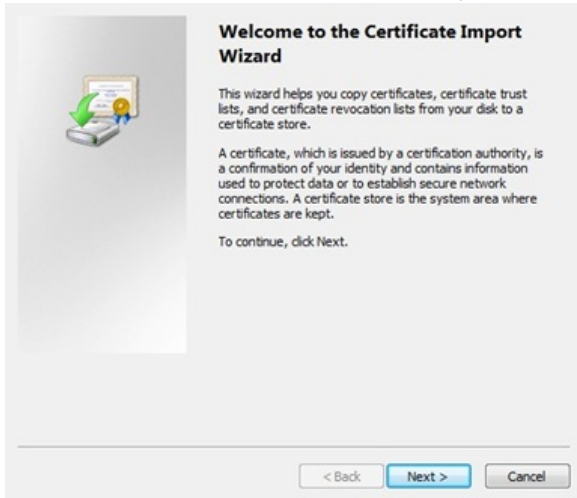 Welcome to the Certificate Import
Wizard
This wizard helps you copy certificates, certificate trust
lists, and certificate revocation lists from your disk to a
certificate store.
A certificate, which is issued by a certification authority, is
a confirmation of your identity and contains information
used to protect data or to establish secure network
connections. A certificate store is the system area where
certificates are kept.
To continue, click Next.
< Back Next > Cancel